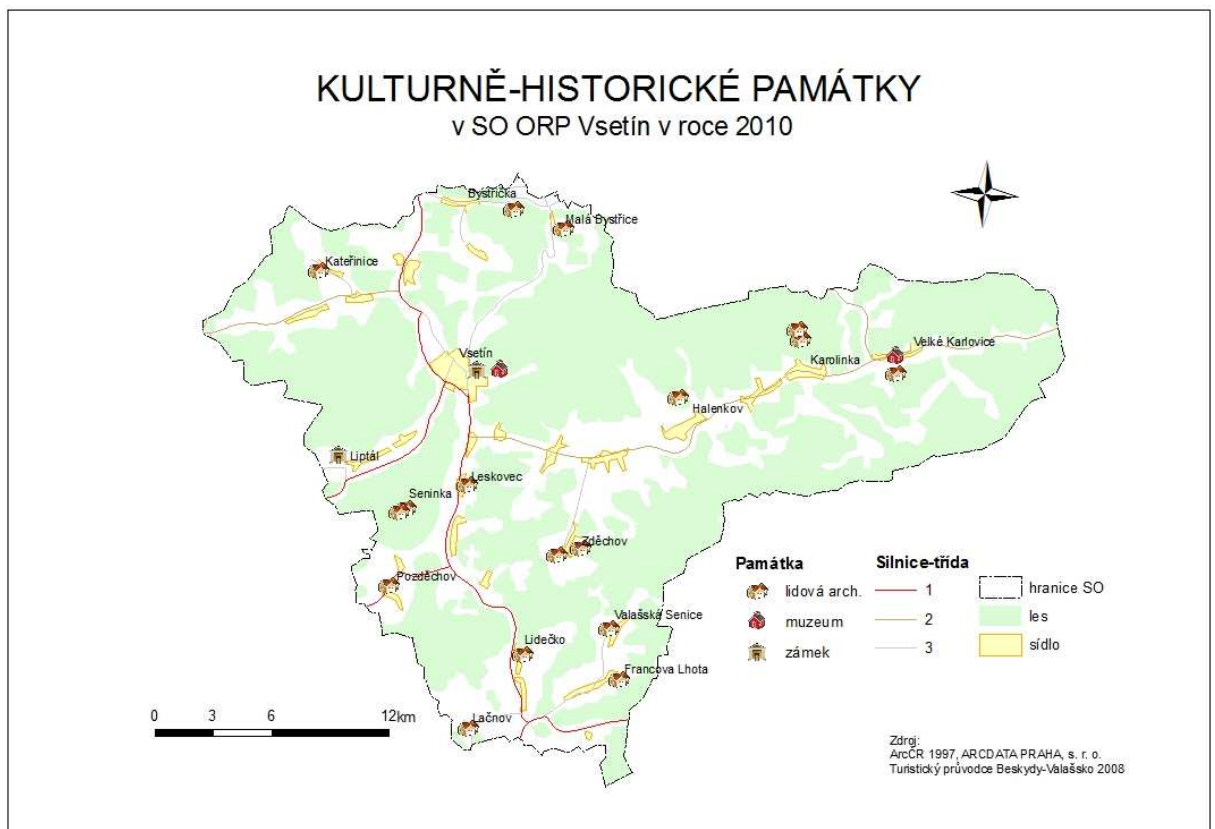 KULTURNĚ-HISTORICKÉ PAMÁTKY
v SO ORP Vsetín v roce 2010
Bystřička
Malá Bystřice
Kateřinice
Vsetín
Karolinka
Velké Karlovice
Halenkov
Liptál
Leskovec
Seninka
Zděchov
Pozděchov
Valašská Senice
Lidečko
Francova Lhota
Lačnov
Památka
lidová arch.
muzeum
zámek
Silnice-třída
1
2
3
hranice SO
les
sídlo
0 3 6 12km
Zdroj:
ArcČR 1997, ARCDATA PRAHA, s. r. o.
Turistický průvodce Beskydy-Valašsko 2008